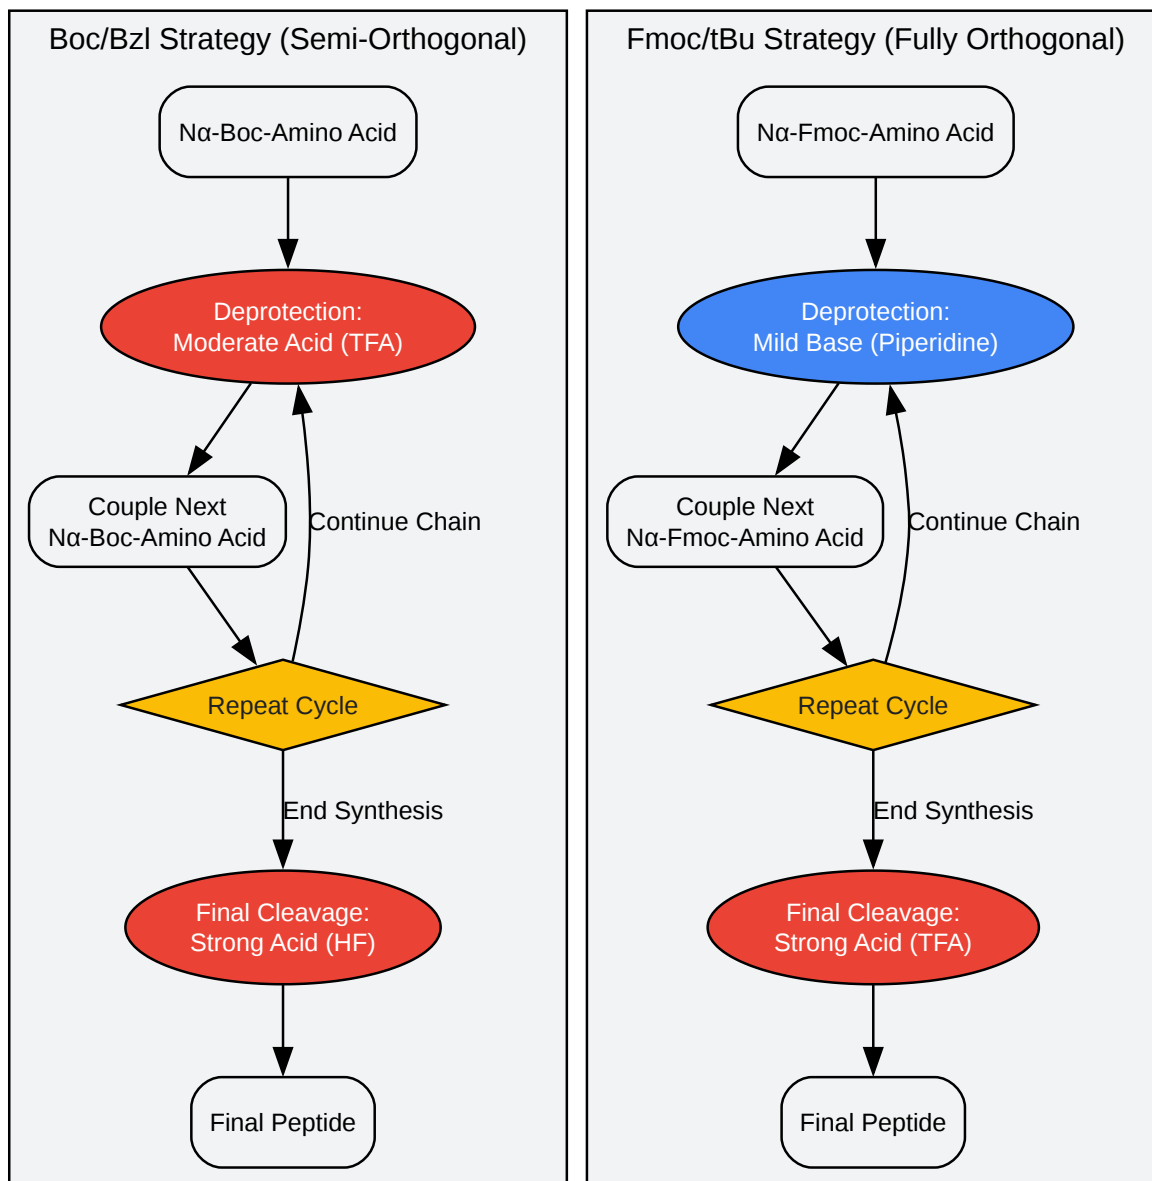 Boc/Bzl Strategy (Semi-Orthogonal)
Nα-Boc-Amino Acid
Deprotection:
Moderate Acid (TFA)
Couple Next
Nα-Boc-Amino Acid
Continue Chain
Repeat Cycle
End Synthesis
Final Cleavage:
Strong Acid (HF)
Final Peptide
Fmoc/tBu Strategy (Fully Orthogonal)
Nα-Fmoc-Amino Acid
Deprotection:
Mild Base (Piperidine)
Couple Next
Nα-Fmoc-Amino Acid
Continue Chain
Repeat Cycle
End Synthesis
Final Cleavage:
Strong Acid (TFA)
Final Peptide